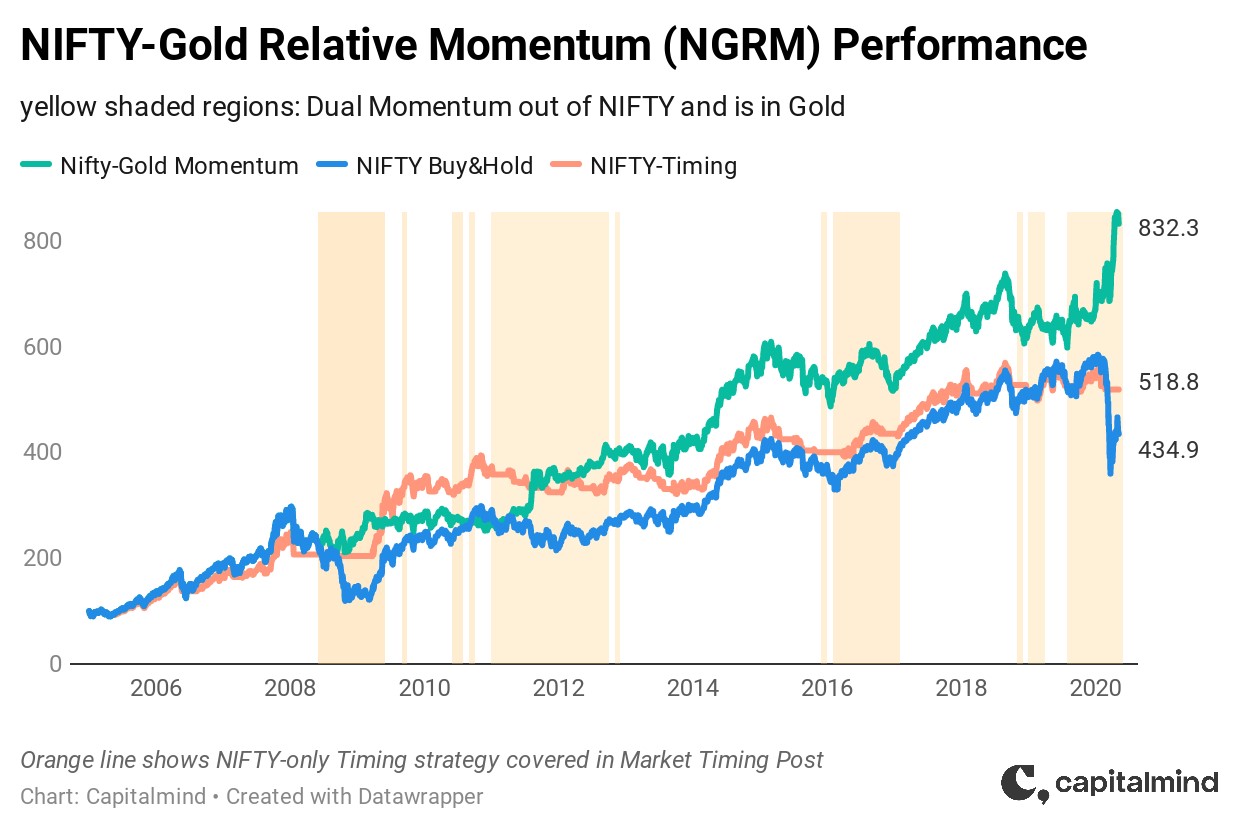 NIFTY-Gold Relative Momentum (NGRM) Performance
yellow shaded regions: Dual Momentum out of NIFTY and is in Gold
Nifty-Gold Momentum NIFTY Buy&Hold NIFTY-Timing
832.3
800
600
518.8
400
434.9
200
0
2006 2008 2010 2012 2014 2016 2018 2020
Orange line shows NIFTY-only Timing strategy covered in Market Timing Post
Chart: Capitalmind • Created with Datawrapper
capitalmind